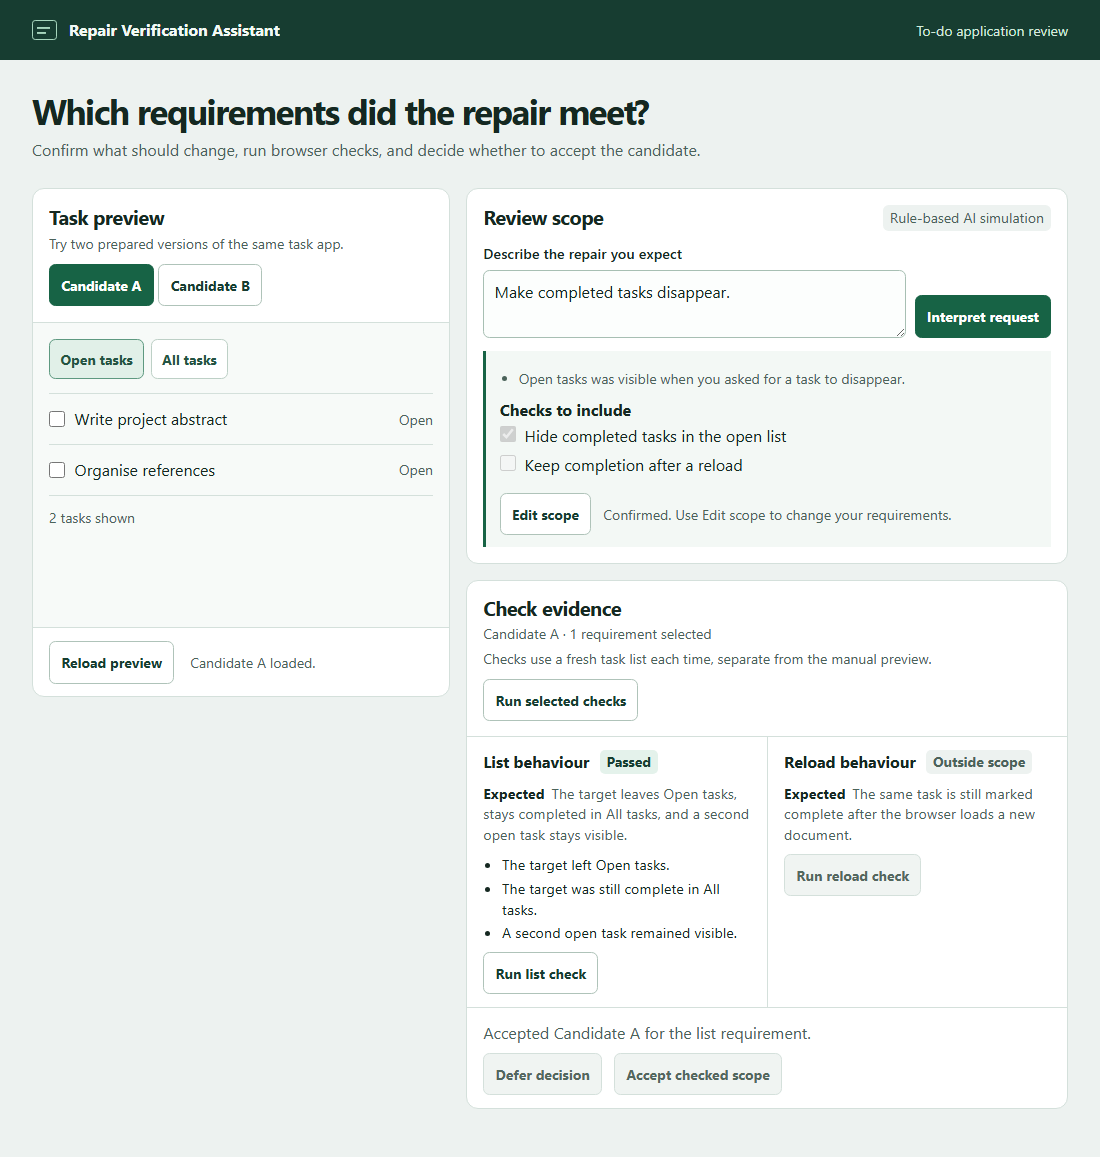 Repair Verification Assistant
To-do application review
Which requirements did the repair meet?
Confirm what should change, run browser checks, and decide whether to accept the candidate.
Task preview
Try two prepared versions of the same task app.
Candidate A
Candidate B
Open tasks
All tasks
Write project abstract
Open
Organise references
Open
2 tasks shown
Reload preview
Candidate A loaded.
Review scope
Rule-based AI simulation
Describe the repair you expect
Make completed tasks disappear.
Interpret request
Open tasks was visible when you asked for a task to disappear.
Checks to include
Hide completed tasks in the open list
Keep completion after a reload
Edit scope
Confirmed. Use Edit scope to change your requirements.
Check evidence
Candidate A · 1 requirement selected
Checks use a fresh task list each time, separate from the manual preview.
Run selected checks
List behaviour
Passed
Expected The target leaves Open tasks,
stays completed in All tasks, and a second
open task stays visible.
The target left Open tasks.
The target was still complete in All
tasks.
A second open task remained visible.
Run list check
Reload behaviour
Outside scope
Expected The same task is still marked
complete after the browser loads a new
document.
Run reload check
Accepted Candidate A for the list requirement.
Defer decision
Accept checked scope